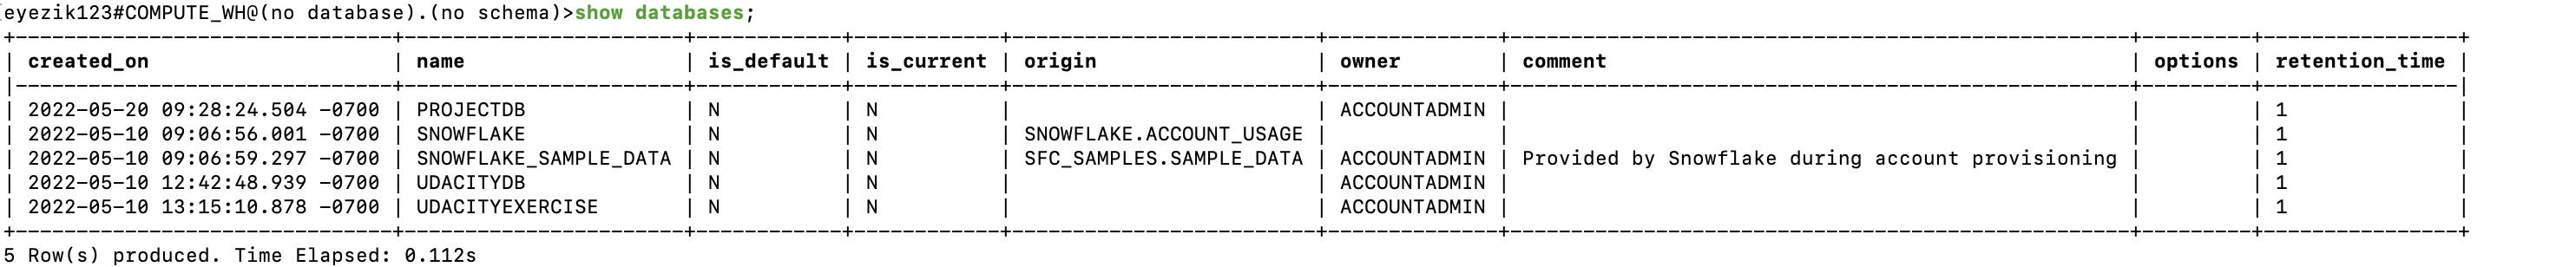 eyezik123#COMPUTE_WH@(no database).(no schema)>show databases;
+-------------------------------+-----------------------+------------+------------+-------------------------+--------------+---------------------------------------------------+---------+----------------+
| created_on                    | name                  | is_default | is_current | origin                  | owner        | comment                                           | options | retention_time |
|-------------------------------+-----------------------+------------+------------+-------------------------+--------------+---------------------------------------------------+---------+----------------|
| 2022-05-20 09:28:24.504 -0700 | PROJECTDB             | N          | N          |                         | ACCOUNTADMIN |                                                   |         | 1              |
| 2022-05-10 09:06:56.001 -0700 | SNOWFLAKE             | N          | N          | SNOWFLAKE.ACCOUNT_USAGE |              |                                                   |         | 1              |
| 2022-05-10 09:06:59.297 -0700 | SNOWFLAKE_SAMPLE_DATA | N          | N          | SFC_SAMPLES.SAMPLE_DATA | ACCOUNTADMIN | Provided by Snowflake during account provisioning |         | 1              |
| 2022-05-10 12:42:48.939 -0700 | UDACITYDB             | N          | N          |                         | ACCOUNTADMIN |                                                   |         | 1              |
| 2022-05-10 13:15:10.878 -0700 | UDACITYEXERCISE       | N          | N          |                         | ACCOUNTADMIN |                                                   |         | 1              |
+-------------------------------+-----------------------+------------+------------+-------------------------+--------------+---------------------------------------------------+---------+----------------+
5 Row(s) produced. Time Elapsed: 0.112s